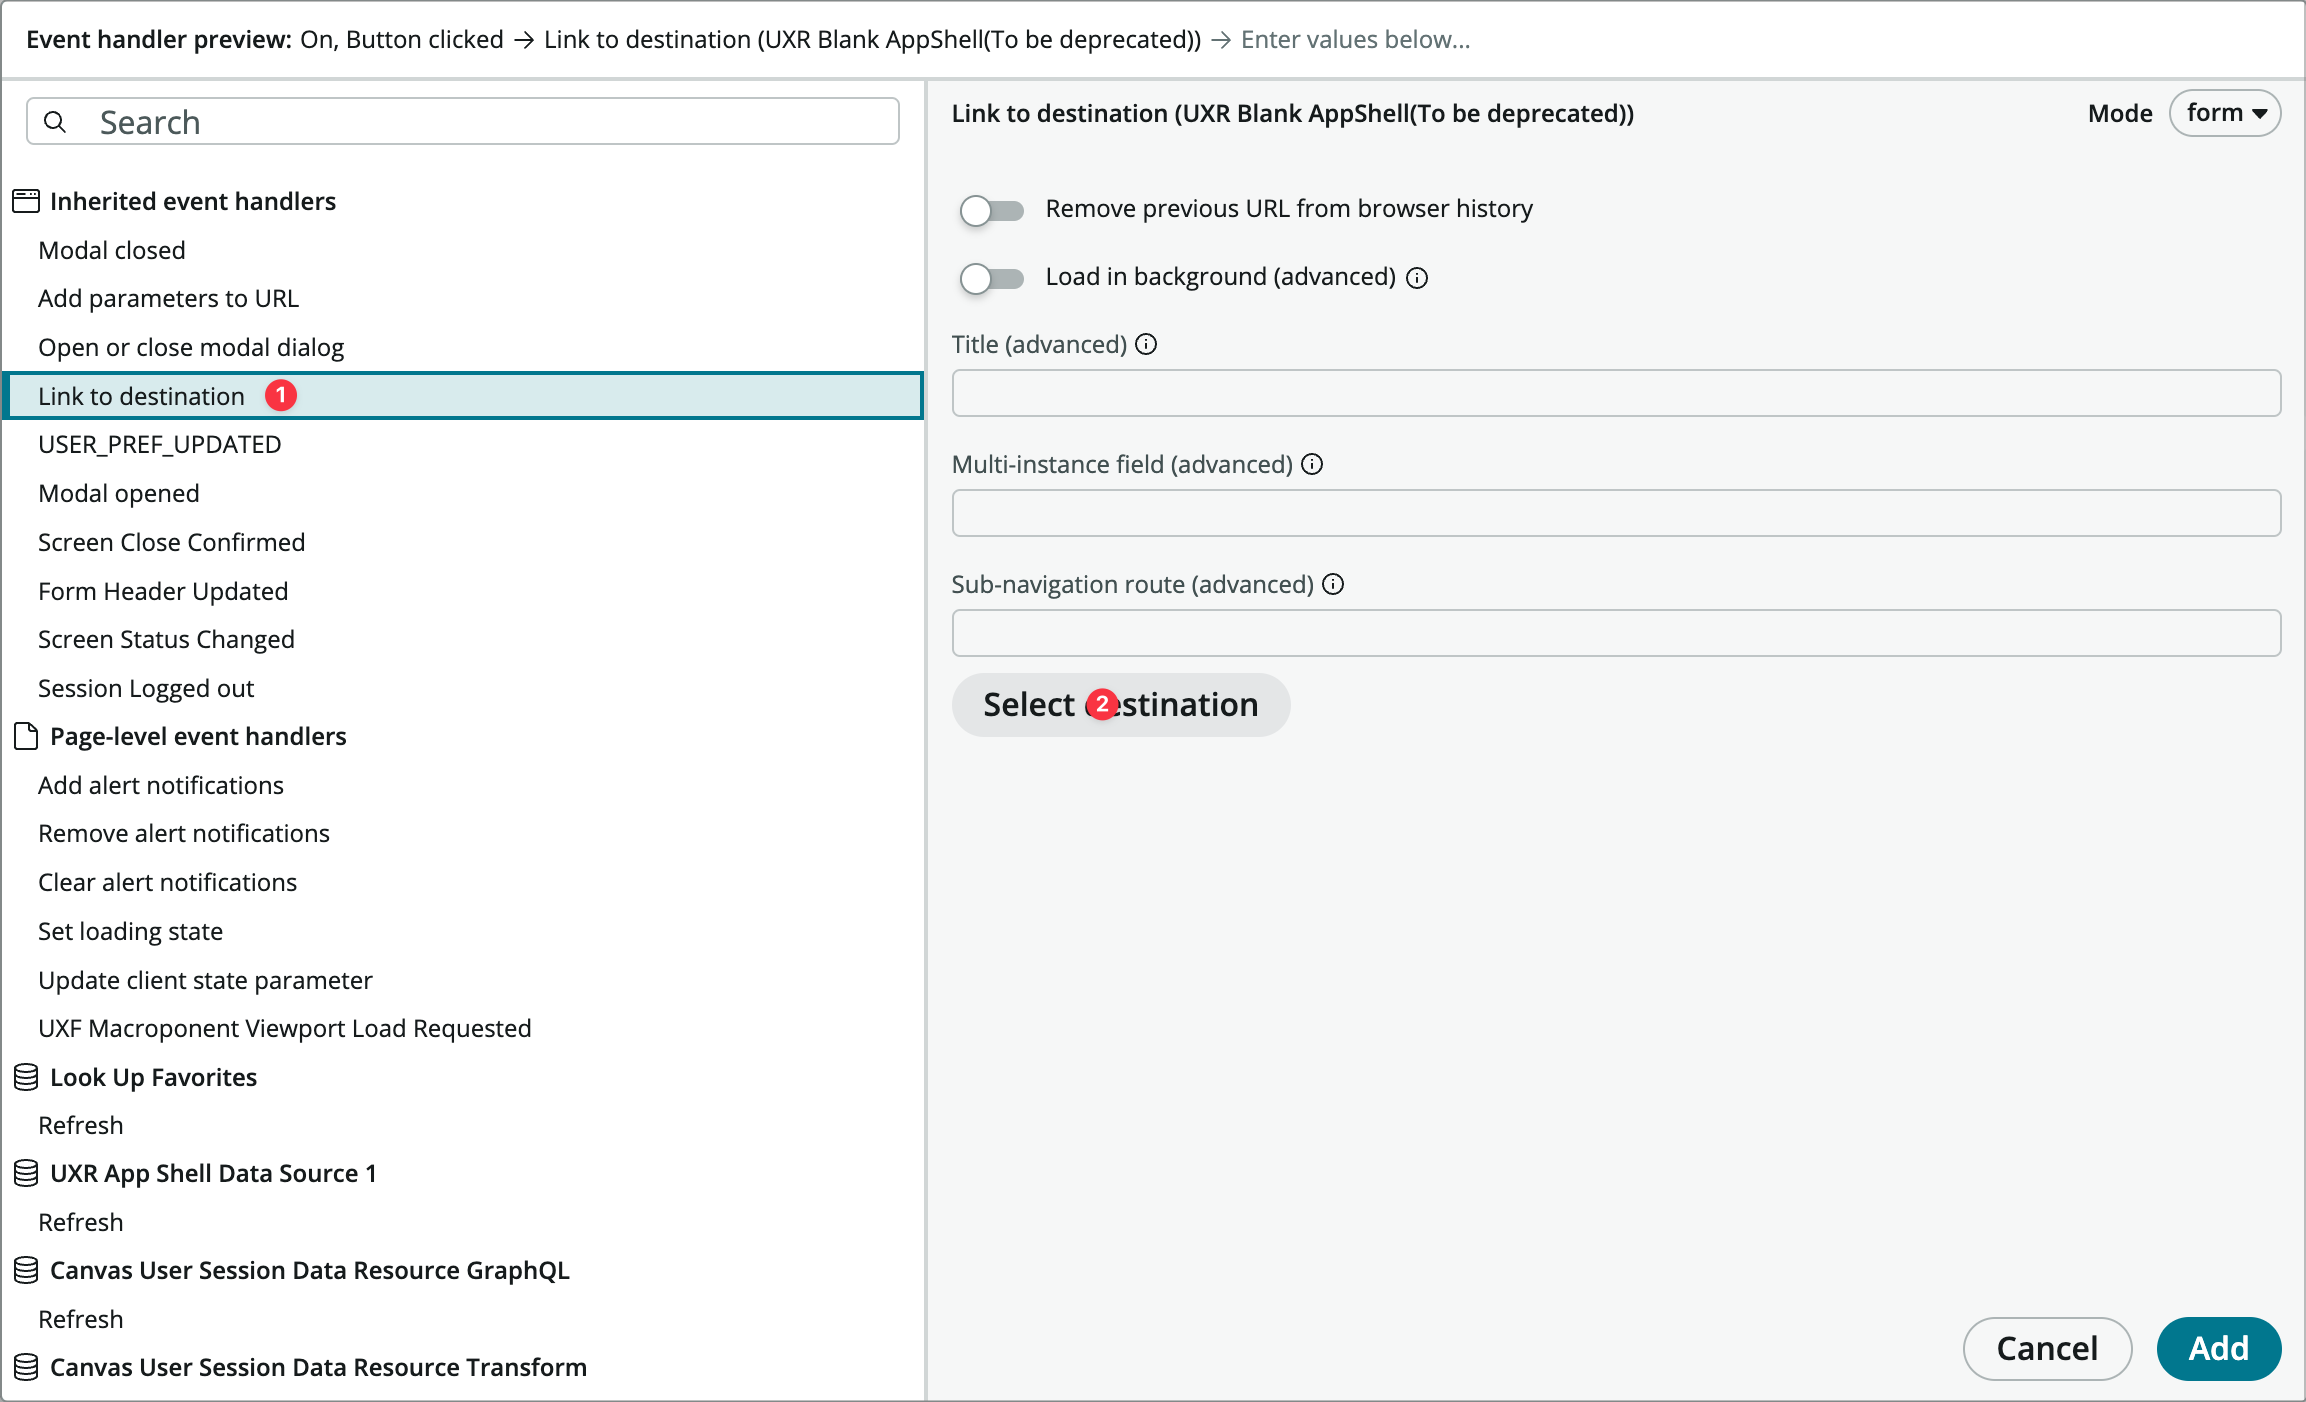 Event handler preview: On, Button clicked → Link to destination (UXR Blank AppShell(To be deprecated)) → Enter values below...
Search
Inherited event handlers
Modal closed
Add parameters to URL
Open or close modal dialog
Link to destination 1
USER_PREF_UPDATED
Modal opened
Screen Close Confirmed
Form Header Updated
Screen Status Changed
Session Logged out
Page-level event handlers
Add alert notifications
Remove alert notifications
Clear alert notifications
Set loading state
Update client state parameter
UXF Macroponent Viewport Load Requested
Look Up Favorites
Refresh
UXR App Shell Data Source 1
Refresh
Canvas User Session Data Resource GraphQL
Refresh
Canvas User Session Data Resource Transform
Link to destination (UXR Blank AppShell(To be deprecated))
Mode form
Remove previous URL from browser history
Load in background (advanced)
Title (advanced)
Multi-instance field (advanced)
Sub-navigation route (advanced)
Select destination 2
Cancel Add